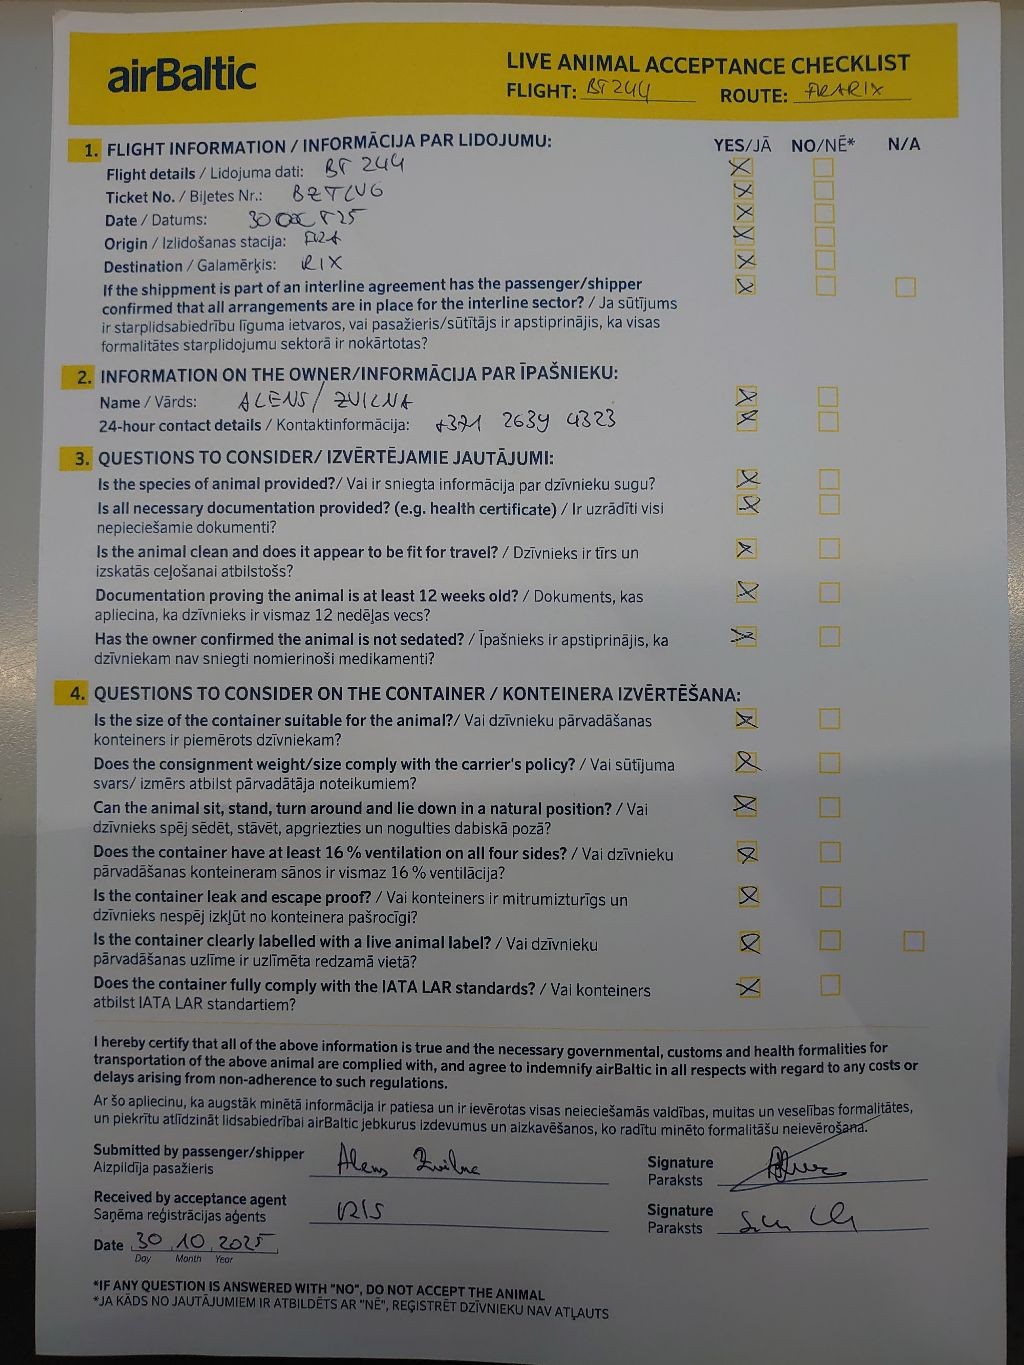 airBaltic
LIVE ANIMAL ACCEPTANCE CHECKLIST
FLIGHT: BT244 ROUTE: FRARIX
1. FLIGHT INFORMATION / INFORMĀCIJA PAR LIDOJUMU: YES/JĀ NO/NĒ* N/A
Flight details / Lidojuma dati: BT 244
Ticket No. / Biļetes Nr.: BZTLUG
Date / Datums: 30 OCT 25
Origin / Izlidošanas stacija: FRA
Destination / Galamērķis: RIX
If the shippment is part of an interline agreement has the passenger/shipper
confirmed that all arrangements are in place for the interline sector? / Ja sūtījums
ir starplidsabiedrību līguma ietvaros, vai pasažieris/sūtītājs ir apstiprinājis, ka visas
formalitātes starplidojumu sektorā ir nokārtotas?
2. INFORMATION ON THE OWNER/INFORMĀCIJA PAR ĪPAŠNIEKU:
Name / Vārds: ALENS/ ZVILNA
24-hour contact details / Kontaktinformācija: +371 2639 4323
3. QUESTIONS TO CONSIDER/ IZVĒRTĒJAMIE JAUTĀJUMI:
Is the species of animal provided?/ Vai ir sniegta informācija par dzīvnieku sugu?
Is all necessary documentation provided? (e.g. health certificate) / Ir uzrādīti visi
nepieciešamie dokumenti?
Is the animal clean and does it appear to be fit for travel? / Dzīvnieks ir tīrs un
izskatās ceļošanai atbilstošs?
Documentation proving the animal is at least 12 weeks old? / Dokuments, kas
apliecina, ka dzīvnieks ir vismaz 12 nedēļas vecs?
Has the owner confirmed the animal is not sedated? / Īpašnieks ir apstiprinājis, ka
dzīvniekam nav sniegti nomierinoši medikamenti?
4. QUESTIONS TO CONSIDER ON THE CONTAINER / KONTEINERA IZVĒRTĒŠANA:
Is the size of the container suitable for the animal?/ Vai dzīvnieku pārvadāšanas
konteiners ir piemērots dzīvniekam?
Does the consignment weight/size comply with the carrier's policy? / Vai sūtījuma
svars/ izmērs atbilst pārvadātāja noteikumiem?
Can the animal sit, stand, turn around and lie down in a natural position? / Vai
dzīvnieks spēj sēdēt, stāvēt, apgriezties un nogulties dabiskā pozā?
Does the container have at least 16 % ventilation on all four sides? / Vai dzīvnieku
pārvadāšanas konteineram sānos ir vismaz 16 % ventilācija?
Is the container leak and escape proof? / Vai konteiners ir mitrumizturīgs un
dzīvnieks nespēj izkļūt no konteinera pašrocīgi?
Is the container clearly labelled with a live animal label? / Vai dzīvnieku
pārvadāšanas uzlīme ir uzlīmēta redzamā vietā?
Does the container fully comply with the IATA LAR standards? / Vai konteiners
atbilst IATA LAR standartiem?
I hereby certify that all of the above information is true and the necessary governmental, customs and health formalities for
transportation of the above animal are complied with, and agree to indemnify airBaltic in all respects with regard to any costs or
delays arising from non-adherence to such regulations.
Ar šo apliecinu, ka augstāk minētā informācija ir patiesa un ir ievērotas visas neieciešamās valdības, muitas un veselības formalitātes,
un piekrītu atlīdzināt lidsabiedrībai airBaltic jebkurus izdevumus un aizkavēšanos, ko radītu minēto formalitāšu neievērošana.
Submitted by passenger/shipper Alens Zvilna Signature
Aizpildīja pasažieris Paraksts
Received by acceptance agent Signature
Saņēma reģistrācijas aģents Paraksts
Date 30 10 2025
Day Month Year
*IF ANY QUESTION IS ANSWERED WITH "NO", DO NOT ACCEPT THE ANIMAL
*JA KĀDS NO JAUTĀJUMIEM IR ATBILDĒTS AR "NĒ", REĢISTRĒT DZĪVNIEKU NAV ATĻAUTS